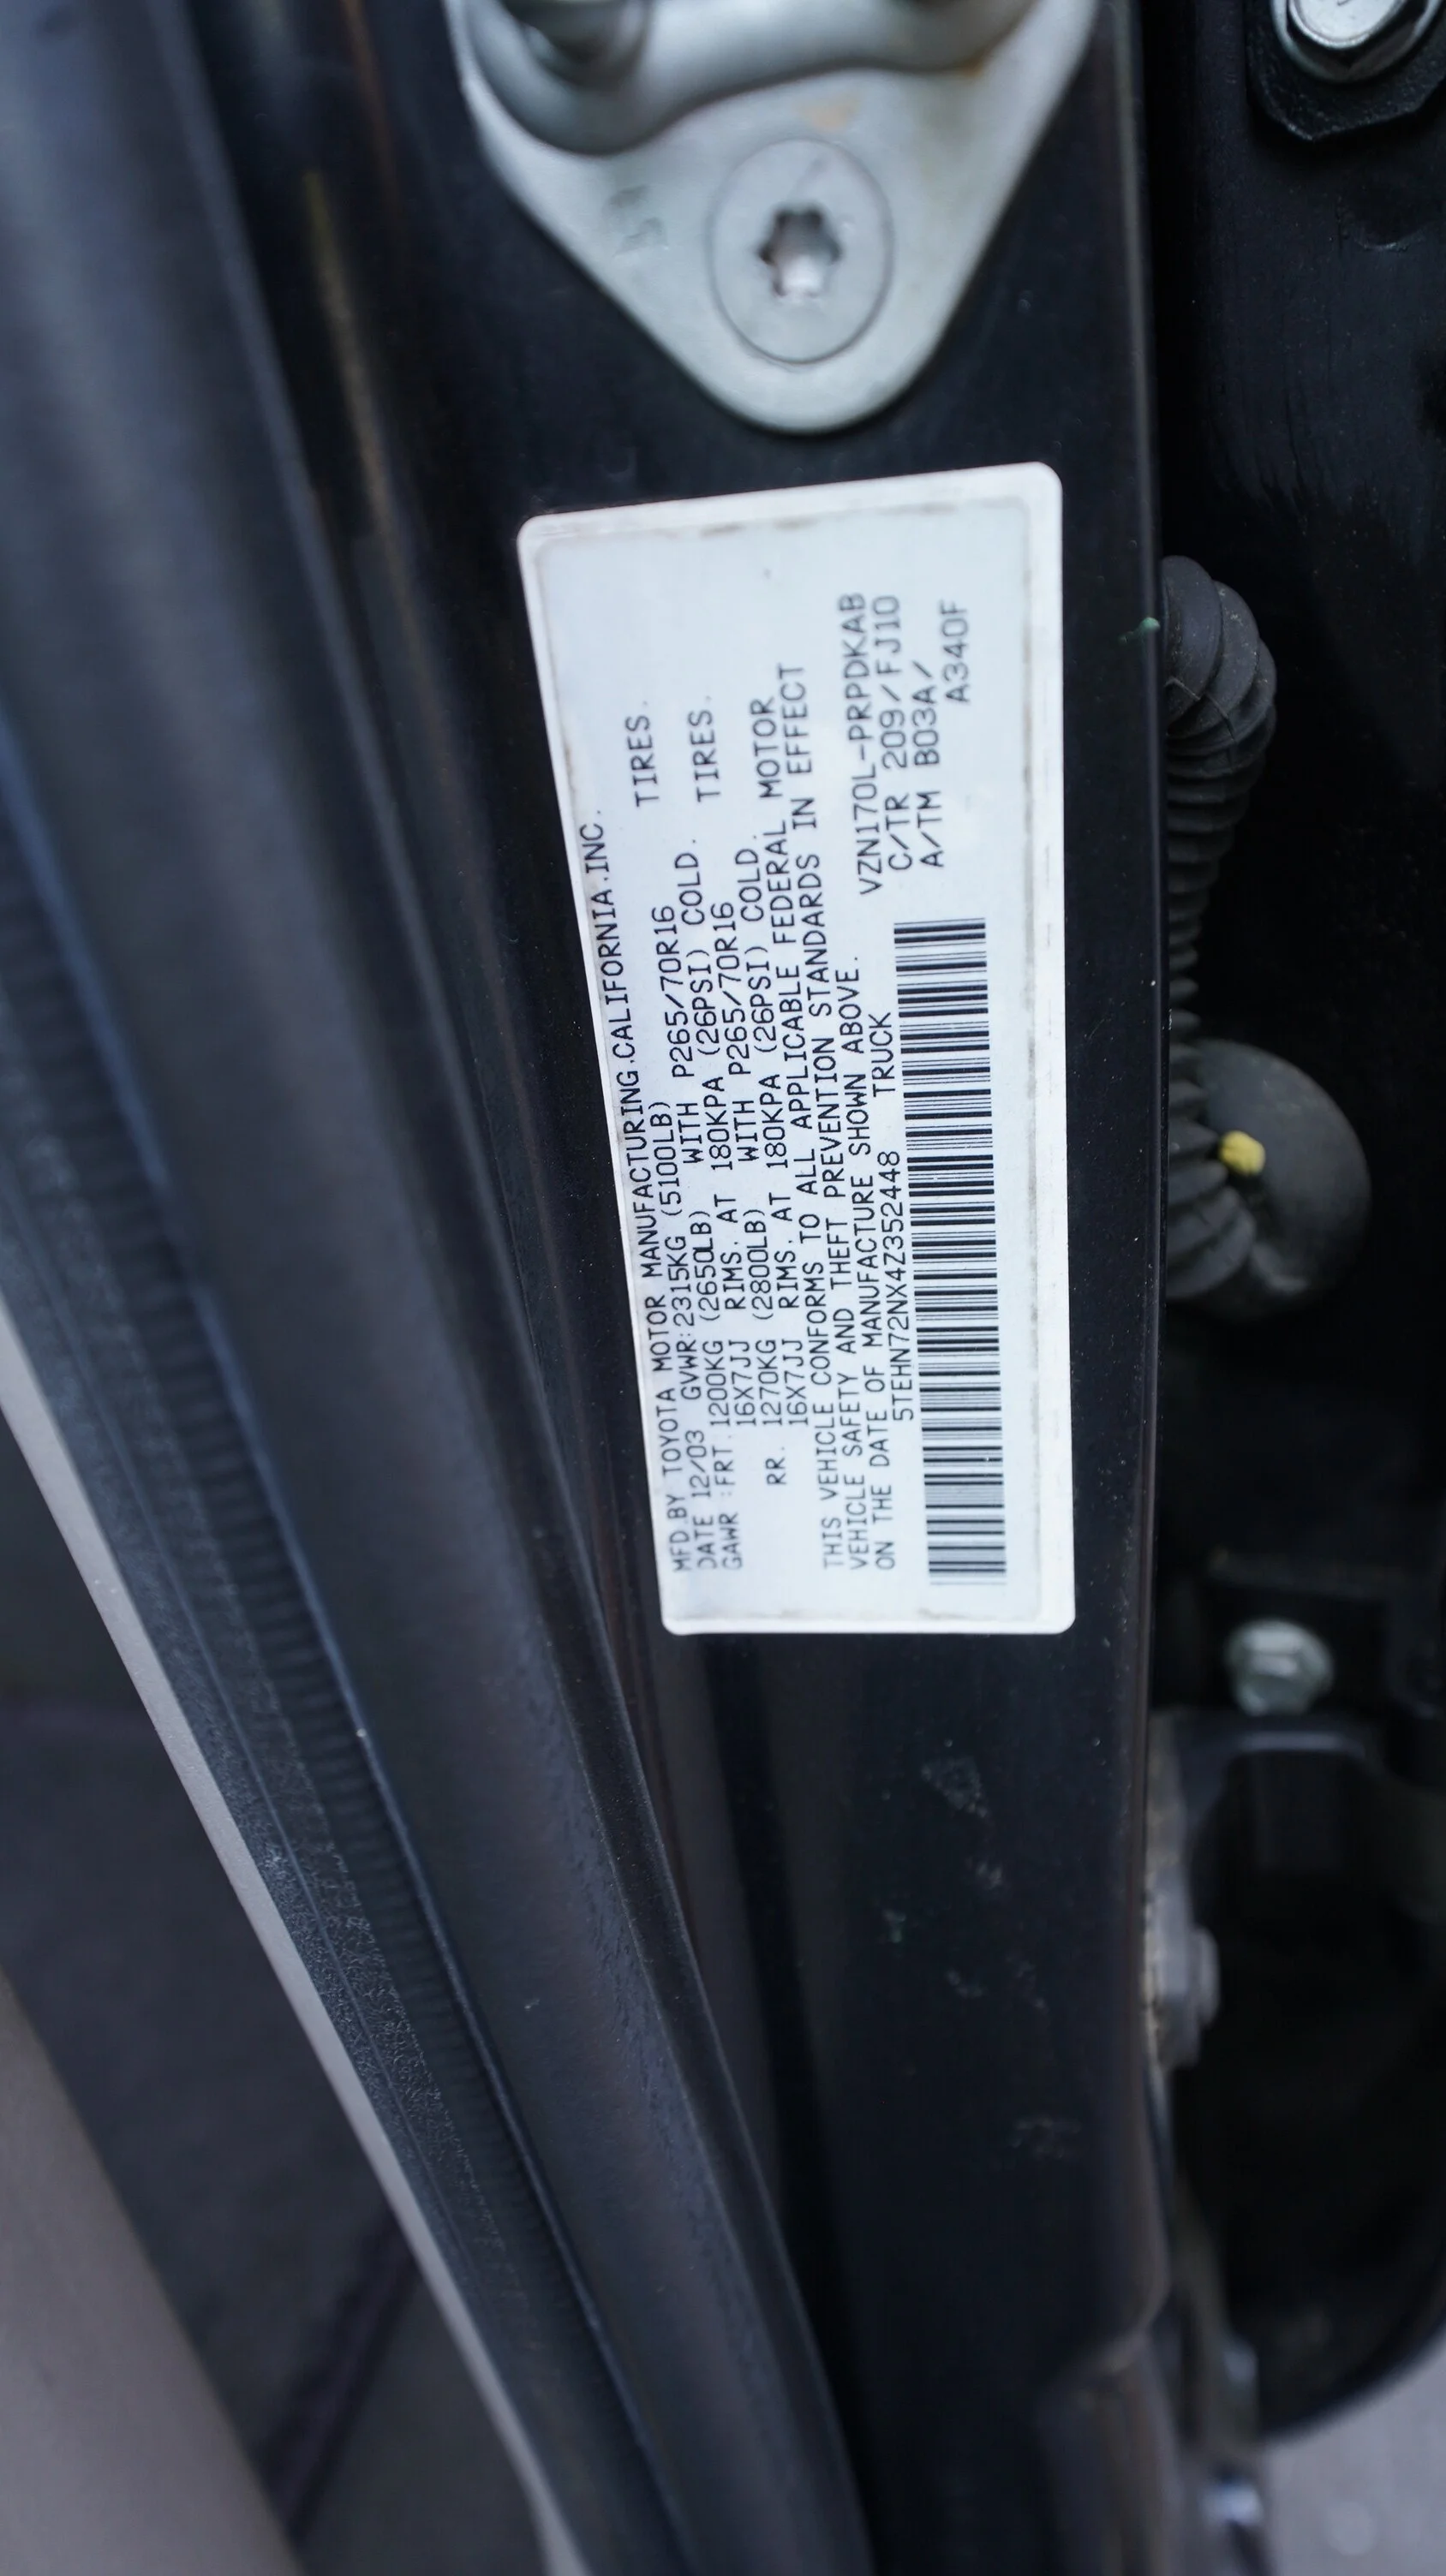 MFD.BY TOYOTA MOTOR MANUFACTURING.CALIFORNIA.INC.
DATE 12/03 GVWR:2315KG (5100LB)
GAWR :FRT.1200KG (2650LB) WITH P265/70R16 TIRES.
16X7JJ RIMS. AT 180KPA (26PSI) COLD.
RR. 1270KG (2800LB) WITH P265/70R16 TIRES.
16X7JJ RIMS. AT 180KPA (26PSI) COLD.
THIS VEHICLE CONFORMS TO ALL APPLICABLE FEDERAL MOTOR
VEHICLE SAFETY AND THEFT PREVENTION STANDARDS IN EFFECT
ON THE DATE OF MANUFACTURE SHOWN ABOVE.
5TEHN72NX4Z352448 TRUCK
VZN170L-PRPDKAB
C/TR 209/FJ10
A/TM B03A/
A340F